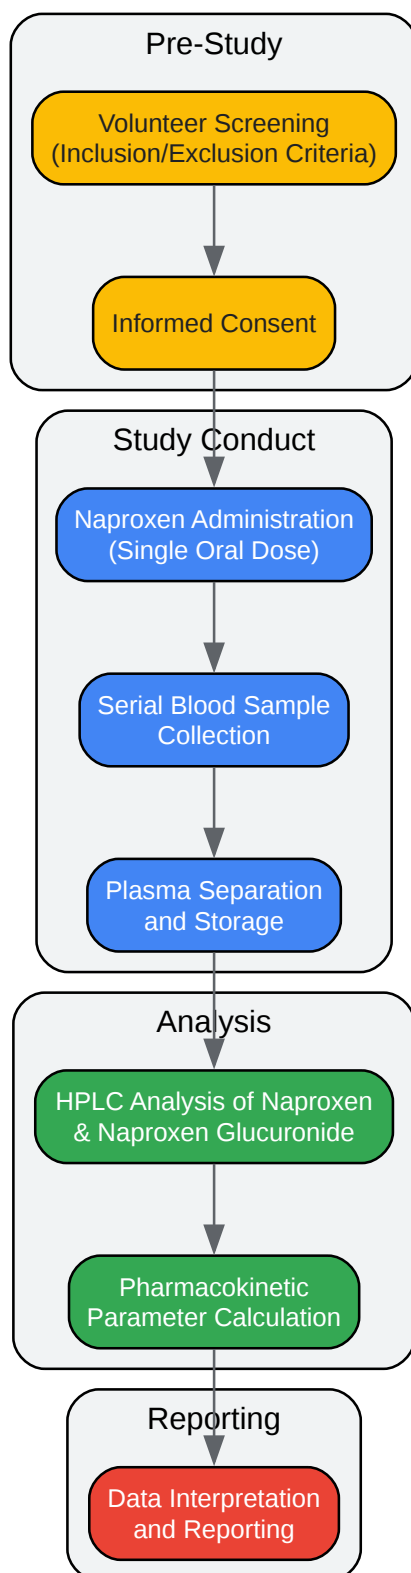 Pre-Study
Volunteer Screening
(Inclusion/Exclusion Criteria)
Informed Consent
Study Conduct
Naproxen Administration
(Single Oral Dose)
Serial Blood Sample
Collection
Plasma Separation
and Storage
Analysis
HPLC Analysis of Naproxen
& Naproxen Glucuronide
Pharmacokinetic
Parameter Calculation
Reporting
Data Interpretation
and Reporting